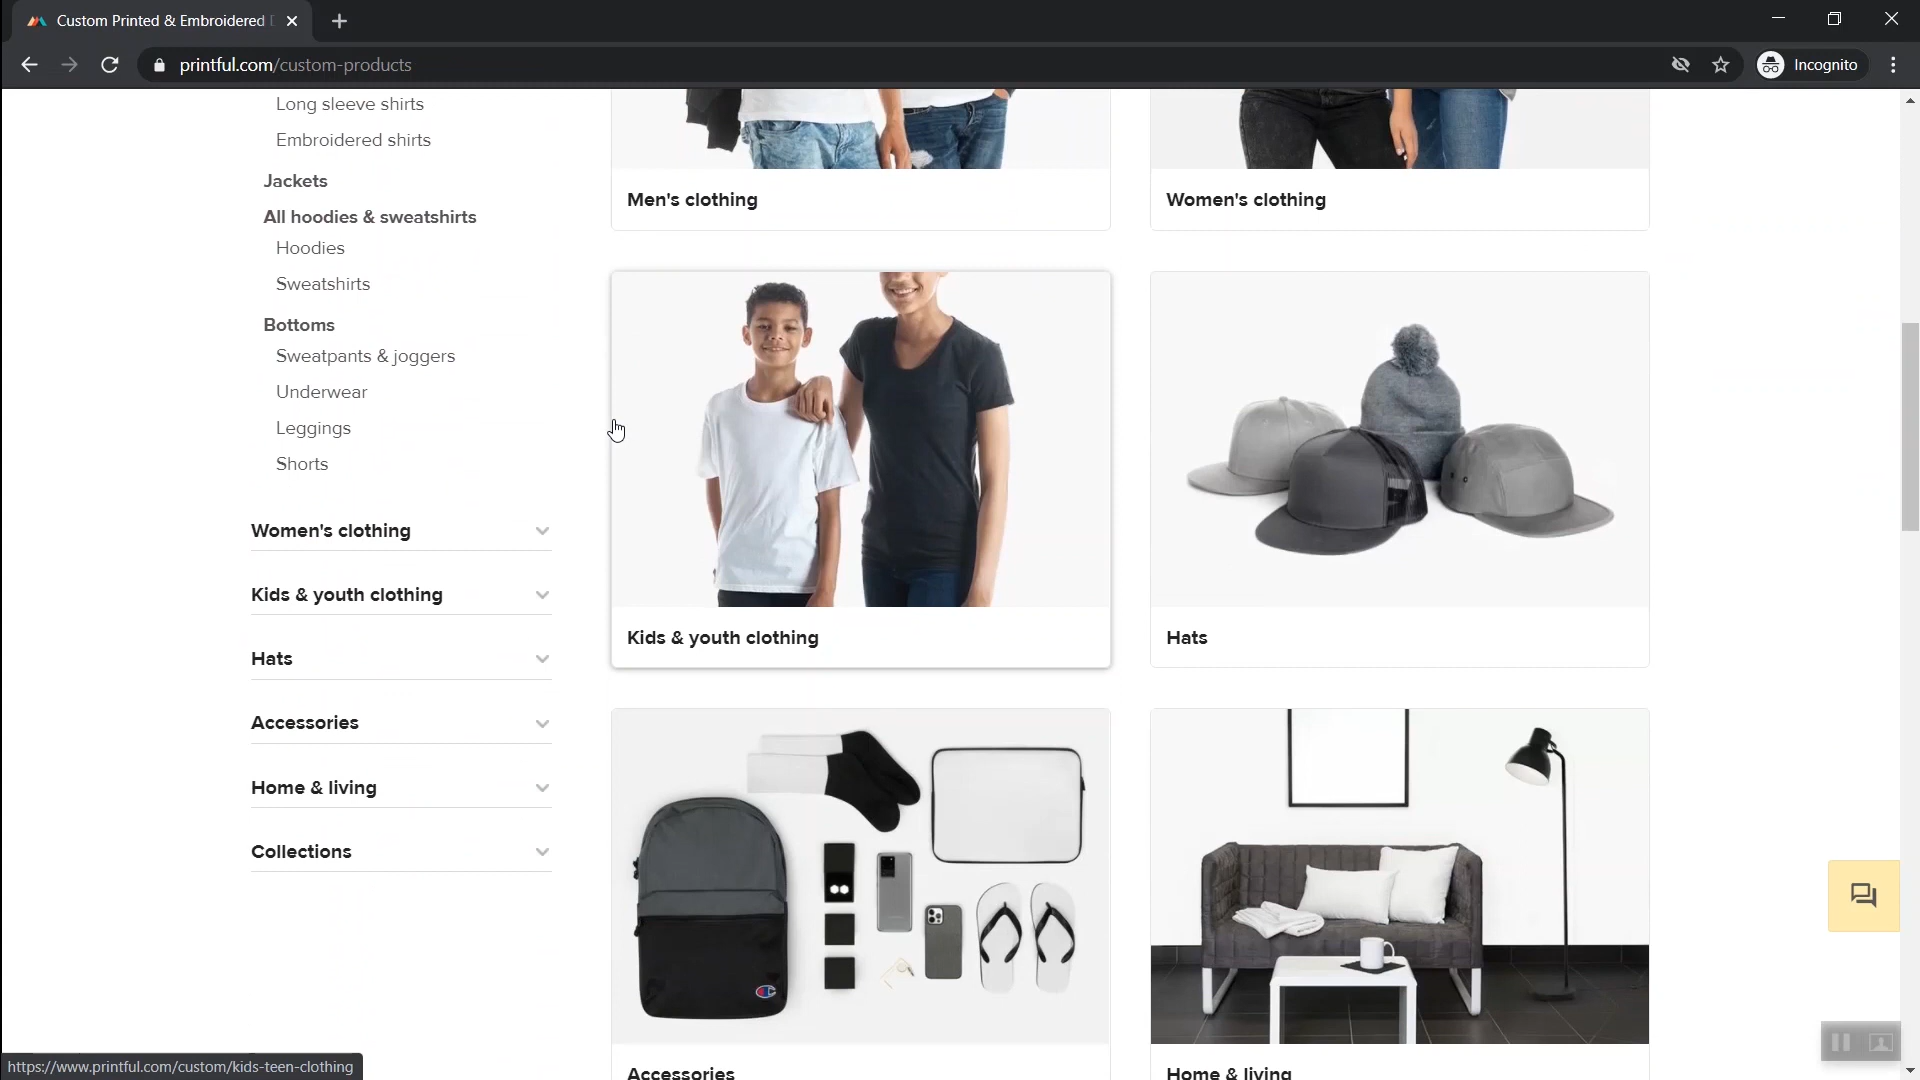 Custom Printed & Embroidered
printful.com/custom-products
Incognito
Long sleeve shirts
Embroidered shirts
Jackets
All hoodies & sweatshirts
Hoodies
Sweatshirts
Bottoms
Sweatpants & joggers
Underwear
Leggings
Shorts
Women's clothing
Kids & youth clothing
Hats
Accessories
Home & living
Collections
Men's clothing
Women's clothing
Kids & youth clothing
Hats
Accessories
Home & living
https://www.printful.com/custom/kids-teen-clothing